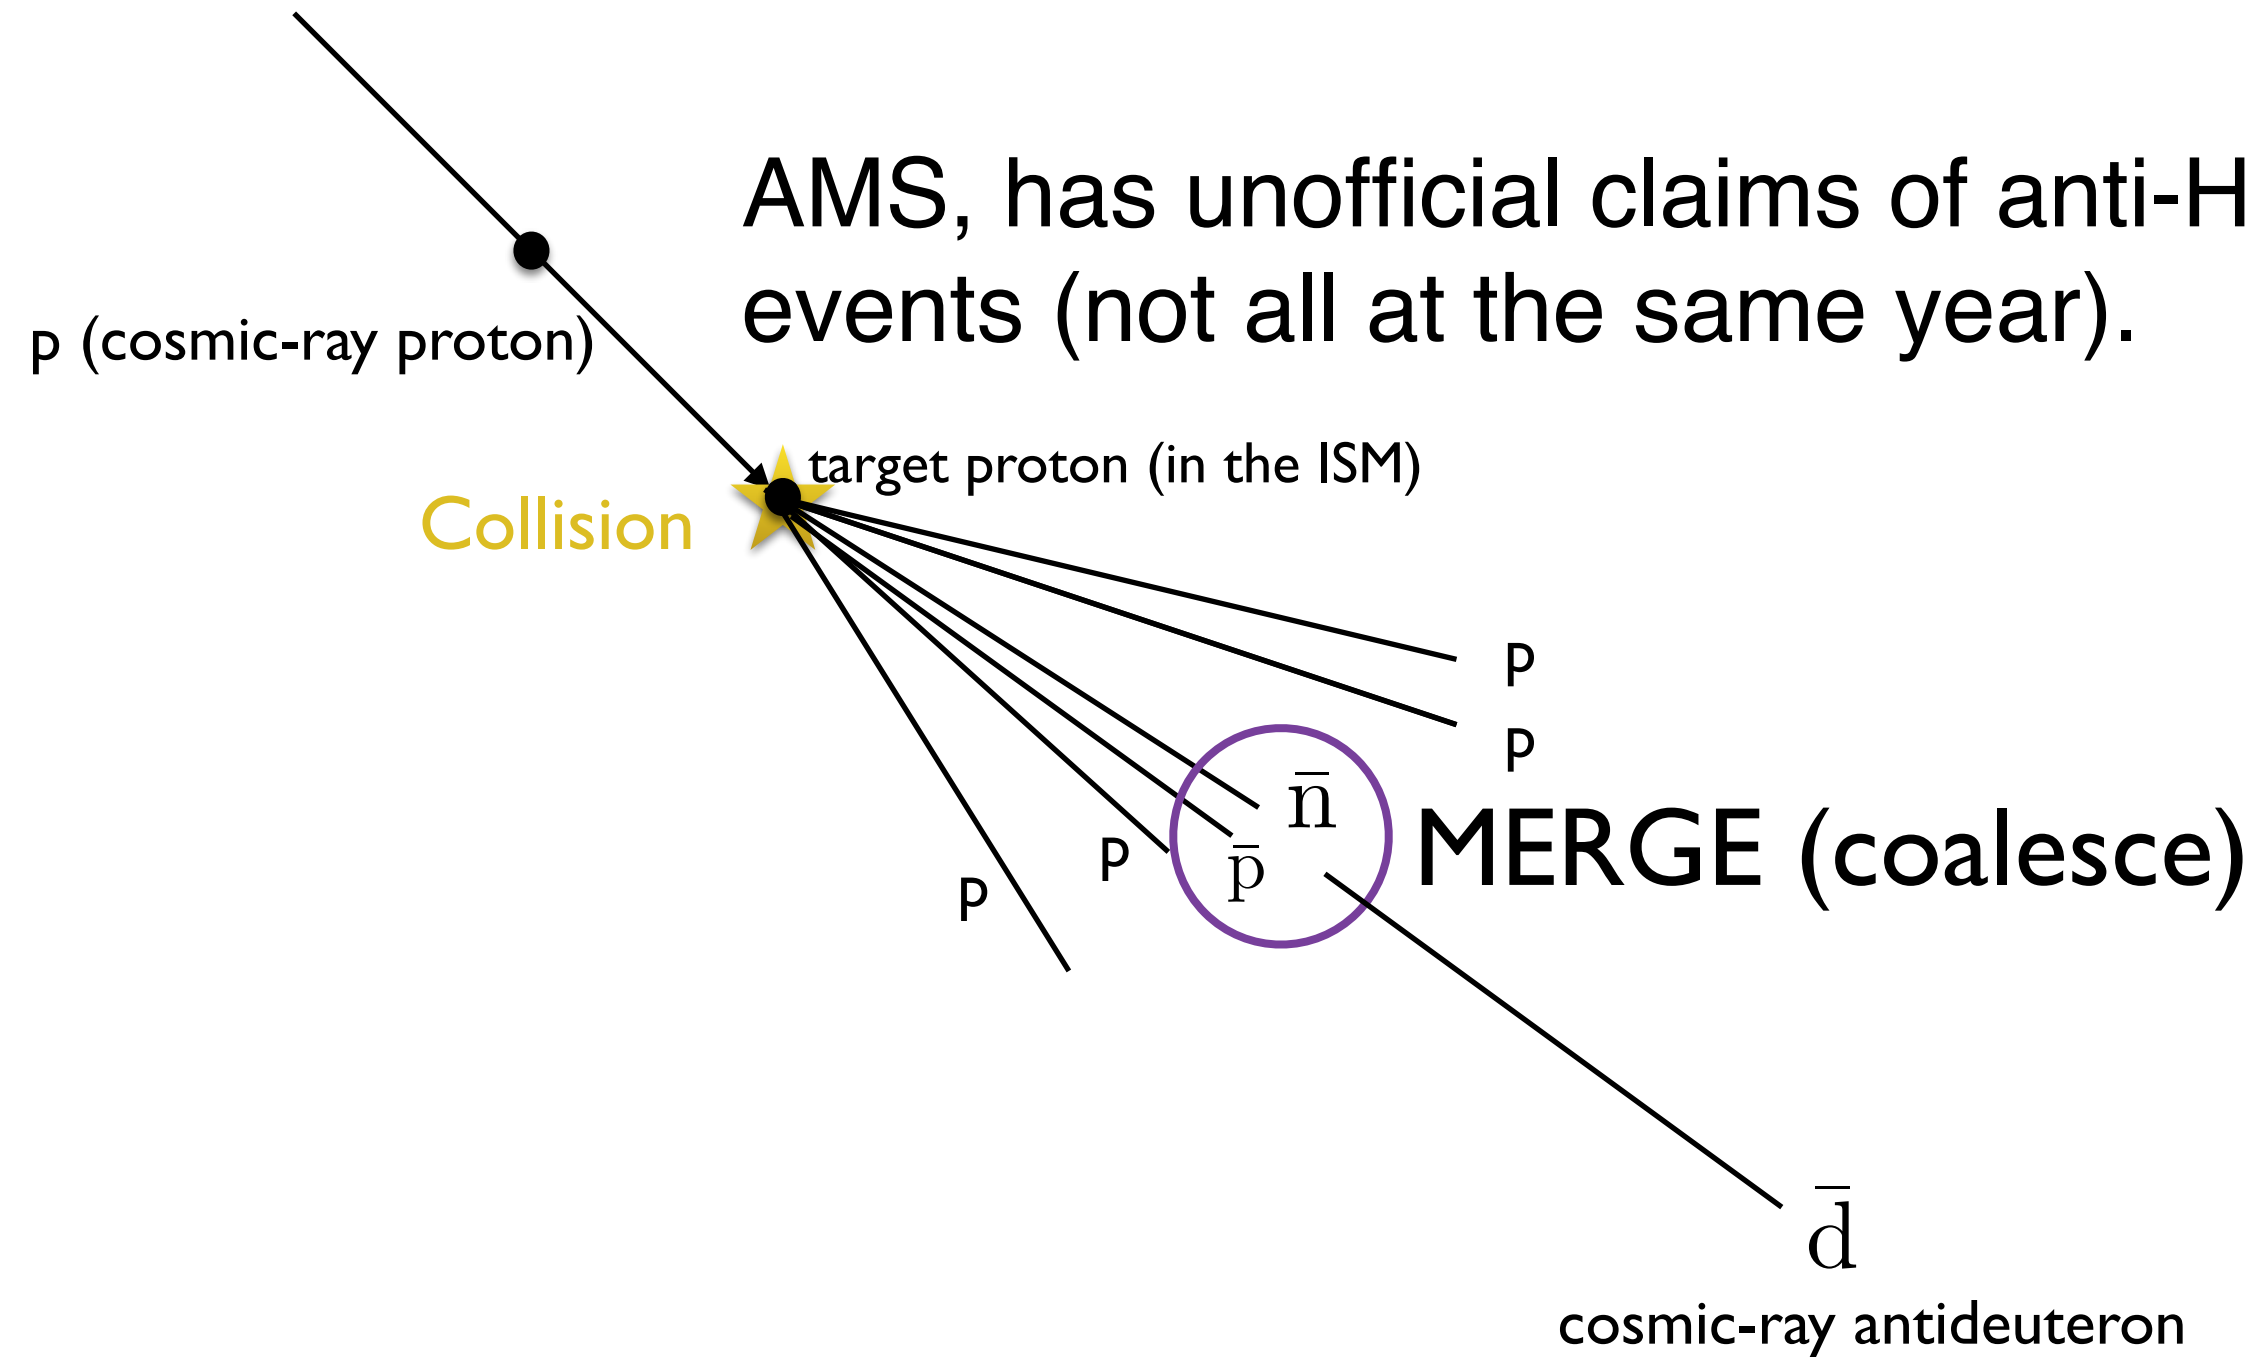 AMS, has unofficial claims of anti-H
events (not all at the same year).
p (cosmic-ray proton)
target proton (in the ISM)
Collision
p
p
n̅
MERGE (coalesce)
p
p̅
p
d̅
cosmic-ray antideuteron